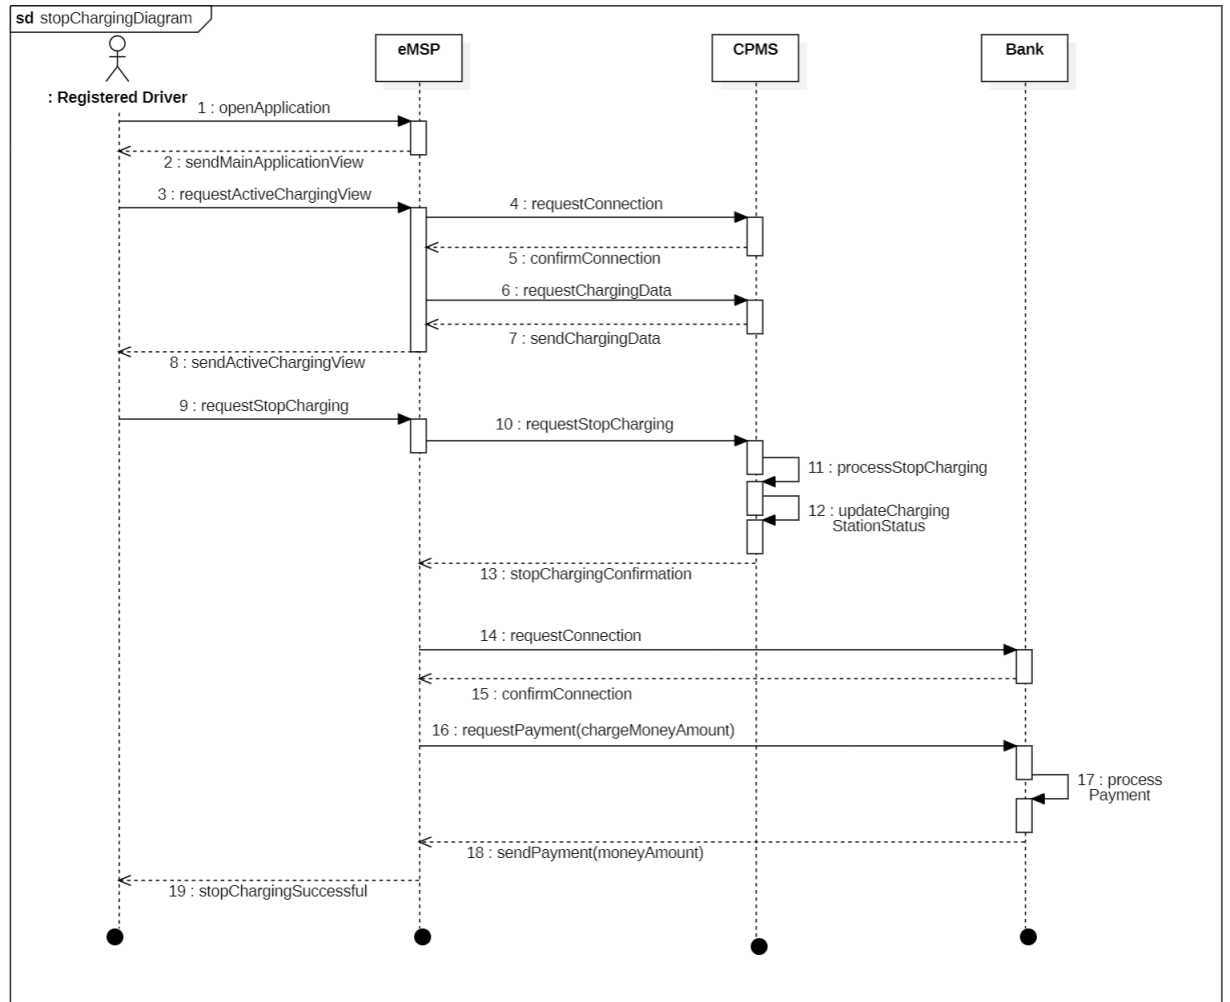 sd stopChargingDiagram
eMSP
CPMS
Bank
: Registered Driver
1 : openApplication
2 : sendMainApplicationView
3 : requestActiveChargingView
4 : requestConnection
5 : confirmConnection
6 : requestChargingData
7 : sendChargingData
8 : sendActiveChargingView
9 : requestStopCharging
10 : requestStopCharging
11 : processStopCharging
12 : updateCharging
StationStatus
13 : stopChargingConfirmation
14 : requestConnection
15 : confirmConnection
16 : requestPayment(chargeMoneyAmount)
17 : process
Payment
18 : sendPayment(moneyAmount)
19 : stopChargingSuccessful